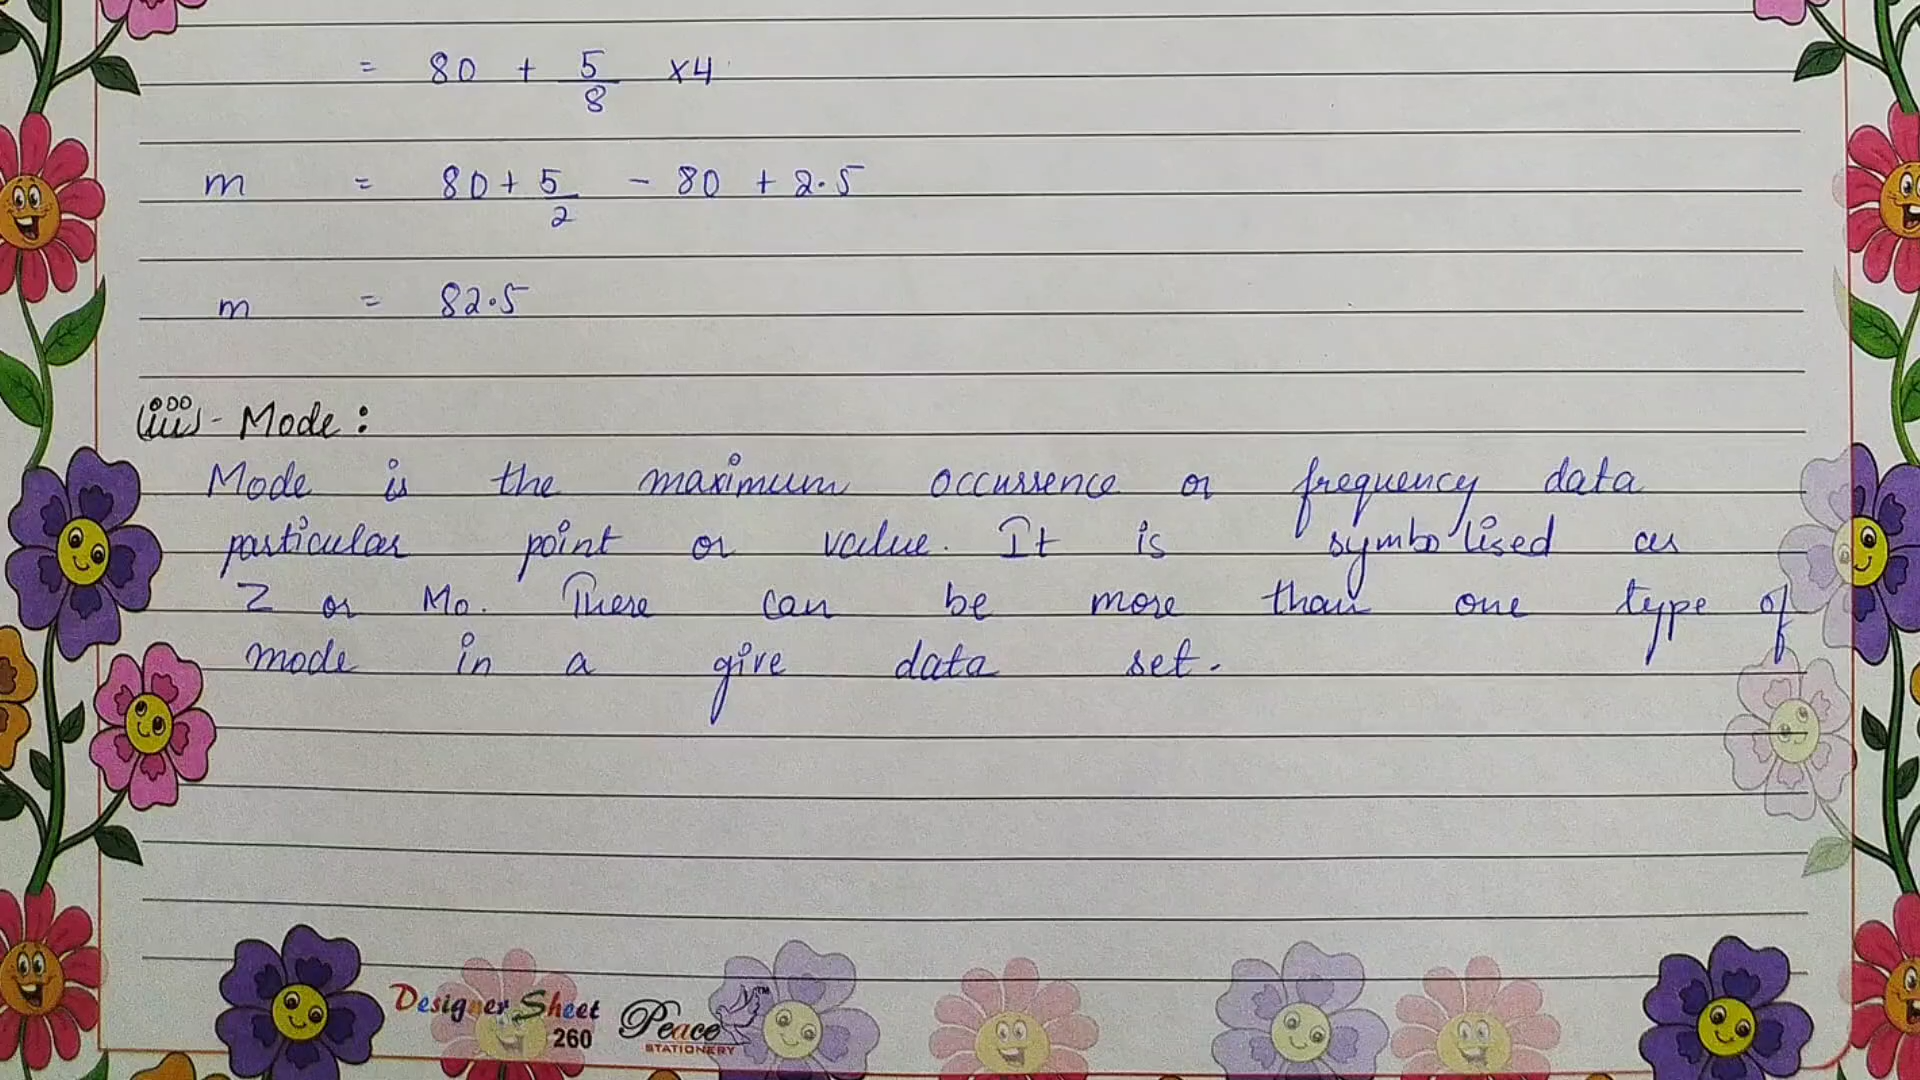 = 80 + 5/8 ×4
m = 80 + 5/2 - 80 + 2.5
m = 82.5
(iii) - Mode :
Mode is the maximum occurrence or frequency data
particular point or value. It is symbolised as
Z or Mo. There can be more than one type of
mode in a give data set.
Designer Sheet 260 Peace STATIONERY TM